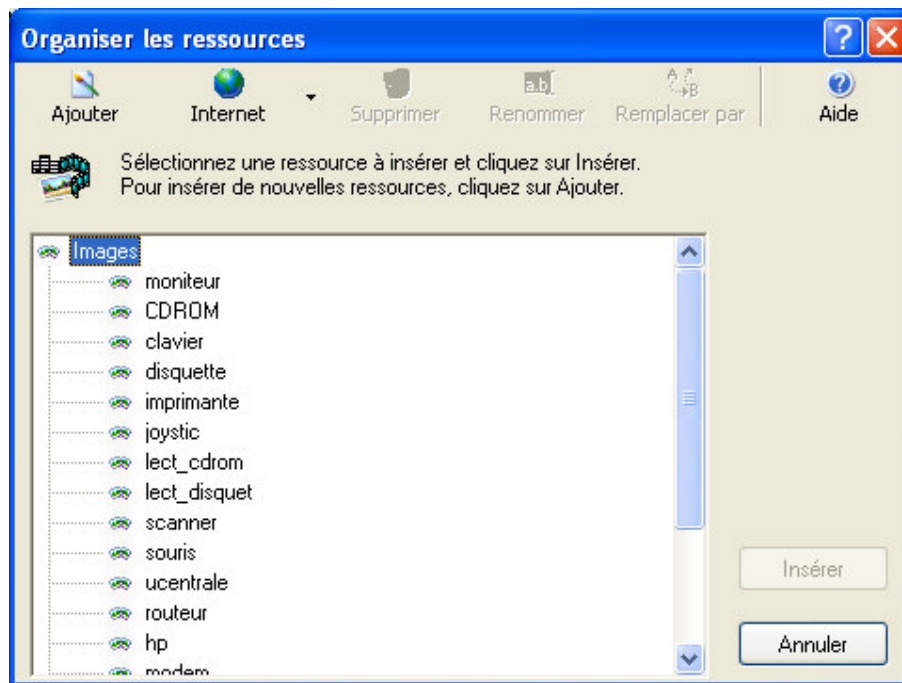 Organiser les ressources
Ajouter Internet Supprimer Renommer Remplacer par Aide
Sélectionnez une ressource à insérer et cliquez sur Insérer.
Pour insérer de nouvelles ressources, cliquez sur Ajouter.
Images
moniteur
CDROM
clavier
disquette
imprimante
joystic
lect_cdrom
lect_disquet
scanner
souris
ucentrale
routeur
hp
modem
Insérer
Annuler